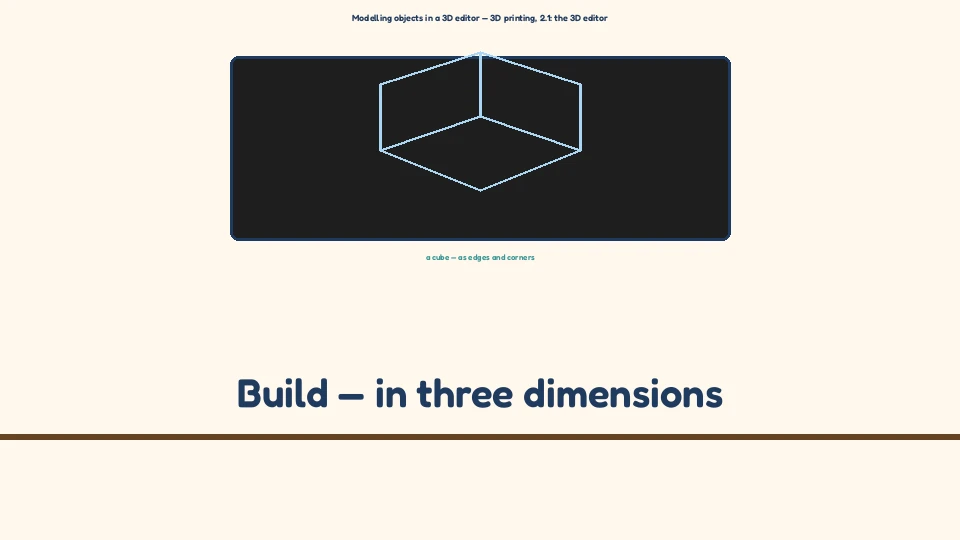 Modelling objects in a 3D editor — 3D printing, 2.1: the 3D editor
a cube — as edges and corners
Build — in three dimensions